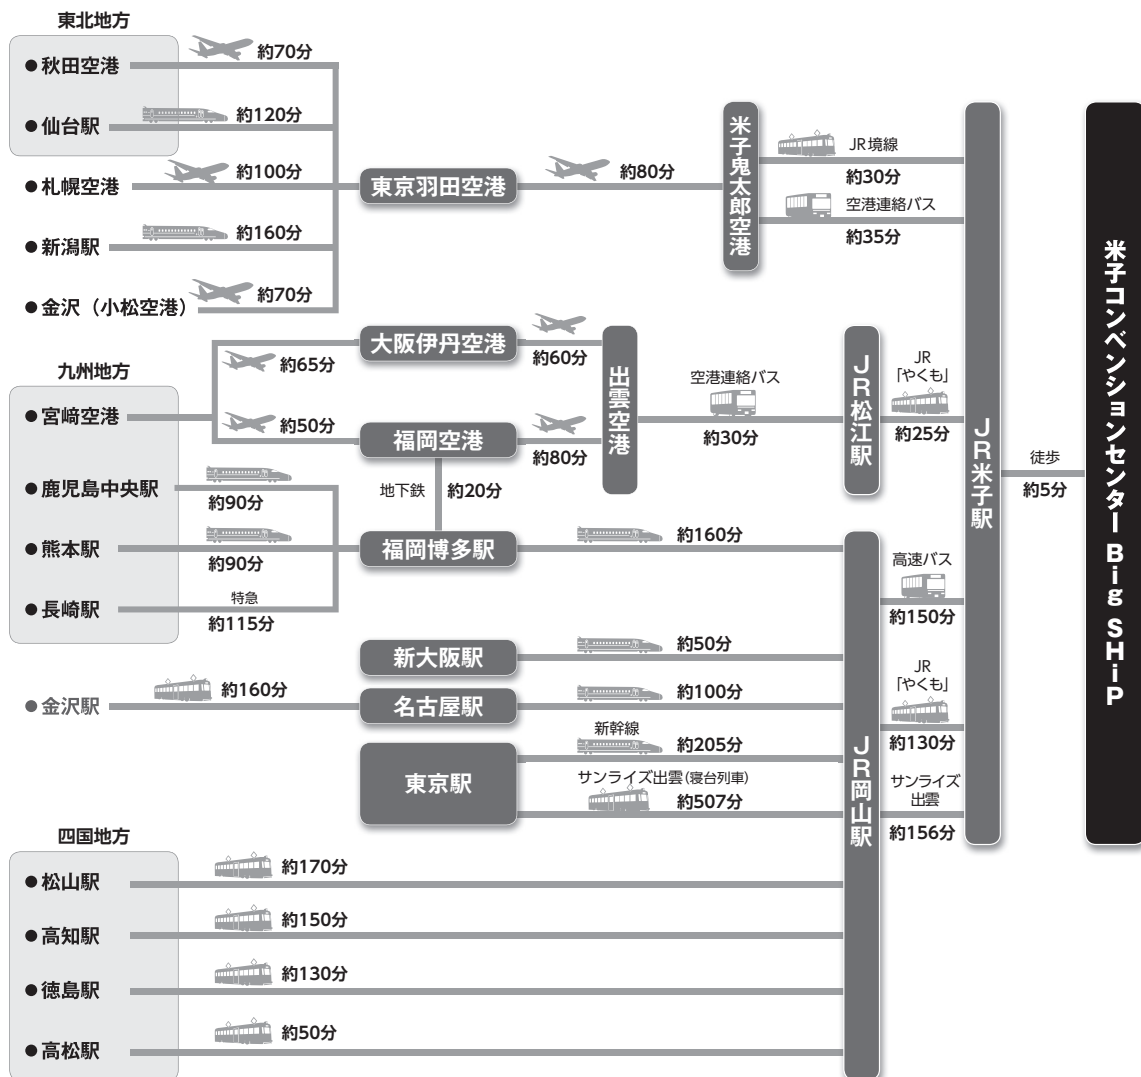 東北地方
●秋田空港
約70分
●仙台駅
約120分
●札幌空港
約100分
●新潟駅
約160分
●金沢（小松空港）
約70分
東京羽田空港
約80分
米子鬼太郎空港
JR境線
約30分
空港連絡バス
約35分
九州地方
●宮崎空港
約65分
約50分
大阪伊丹空港
約60分
福岡空港
約80分
出雲空港
空港連絡バス
約30分
JR松江駅
JR
「やくも」
約25分
●鹿児島中央駅
約90分
●熊本駅
約90分
●長崎駅
特急
約115分
地下鉄
約20分
福岡博多駅
約160分
新大阪駅
約50分
●金沢駅
約160分
名古屋駅
約100分
東京駅
新幹線
約205分
サンライズ出雲(寝台列車)
約507分
四国地方
●松山駅
約170分
●高知駅
約150分
●徳島駅
約130分
●高松駅
約50分
JR岡山駅
高速バス
約150分
JR
「やくも」
約130分
サンライズ
出雲
約156分
JR米子駅
徒歩
約5分
米子コンベンションセンター Big SHiP